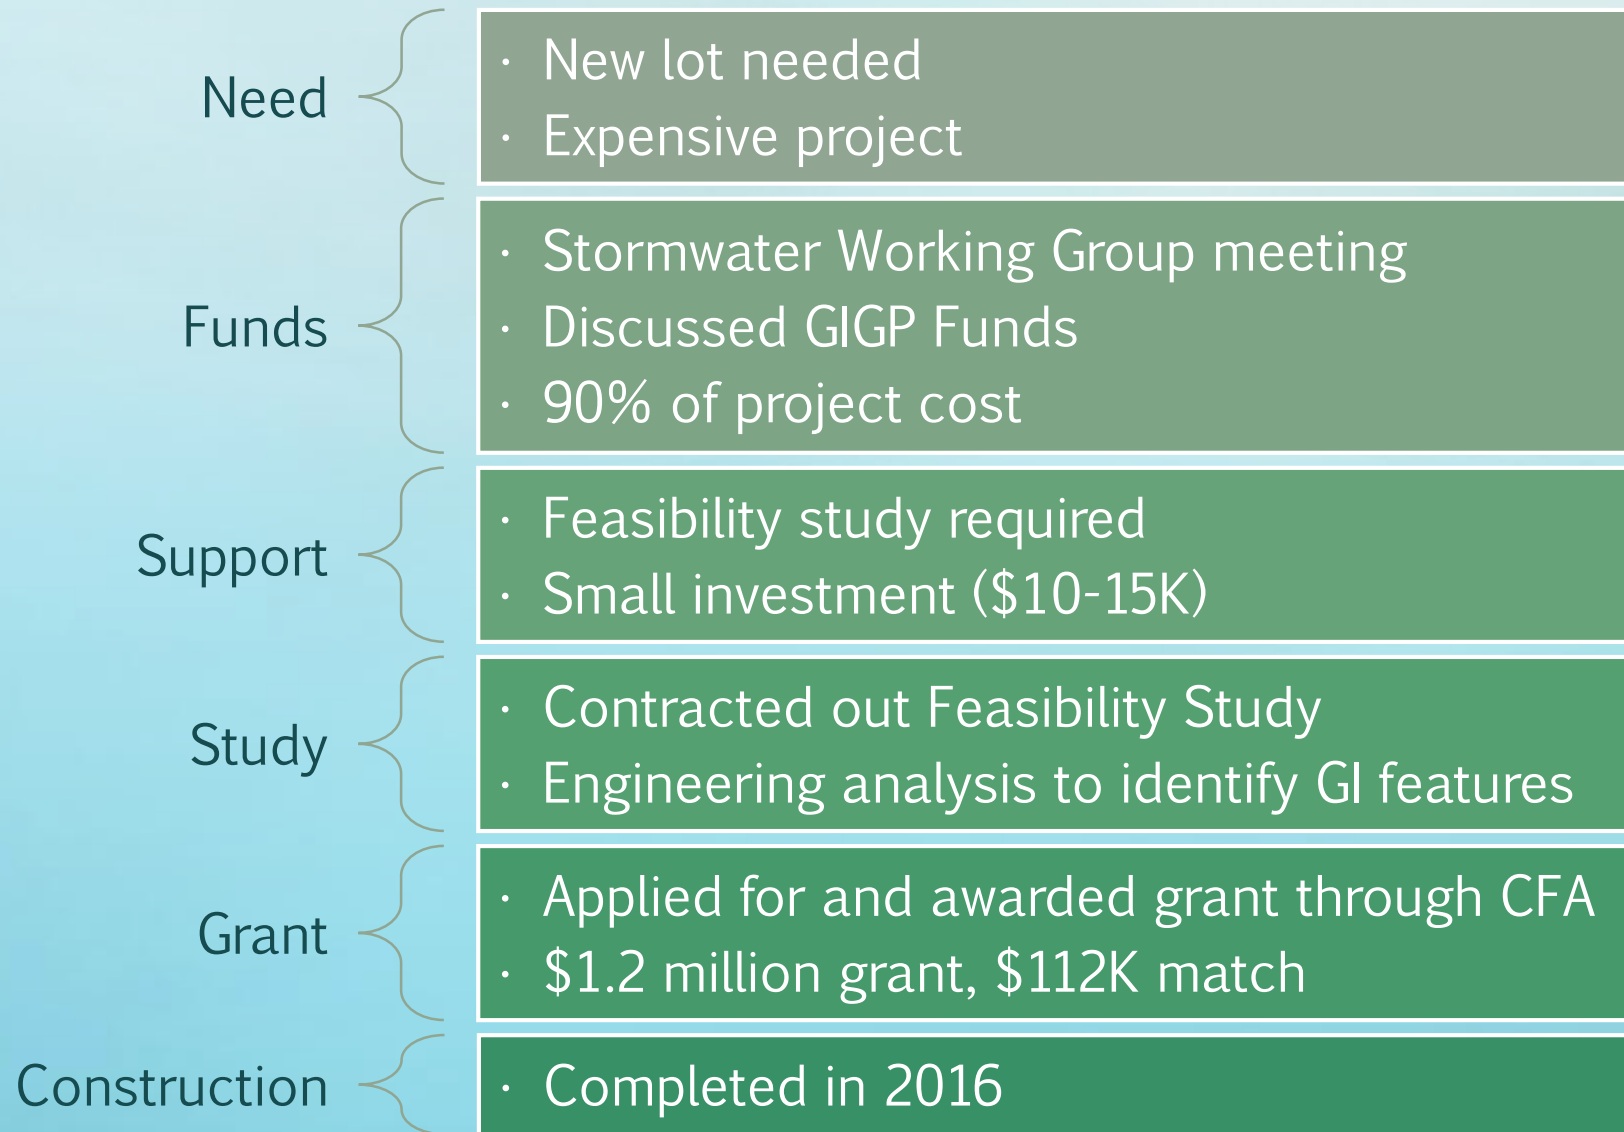 Need
· New lot needed
· Expensive project
Funds
· Stormwater Working Group meeting
· Discussed GIGP Funds
· 90% of project cost
Support
· Feasibility study required
· Small investment ($10-15K)
Study
· Contracted out Feasibility Study
· Engineering analysis to identify GI features
Grant
· Applied for and awarded grant through CFA
· $1.2 million grant, $112K match
Construction
· Completed in 2016